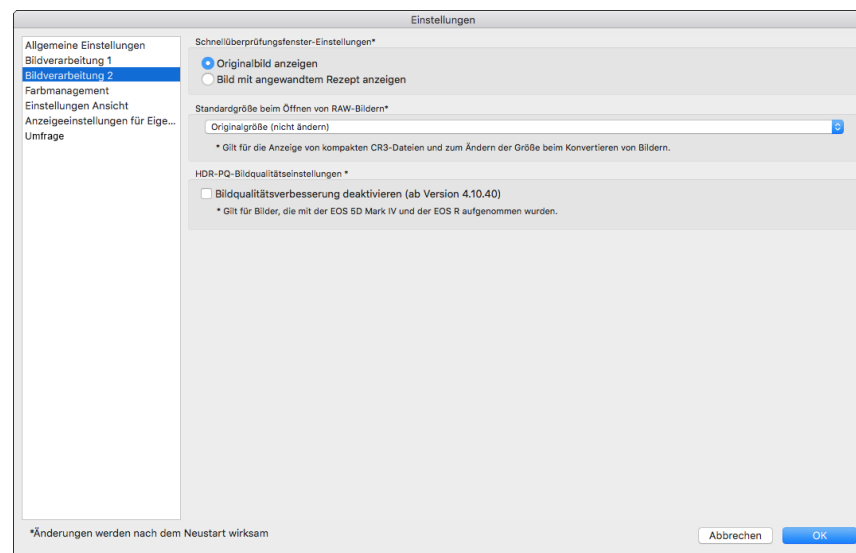 Einstellungen
Allgemeine Einstellungen
Bildverarbeitung 1
Bildverarbeitung 2
Farbmanagement
Einstellungen Ansicht
Anzeigeeinstellungen für Eige...
Umfrage
Schnellüberprüfungsfenster-Einstellungen*
Originalbild anzeigen
Bild mit angewandtem Rezept anzeigen
Standardgröße beim Öffnen von RAW-Bildern*
Originalgröße (nicht ändern)
* Gilt für die Anzeige von kompakten CR3-Dateien und zum Ändern der Größe beim Konvertieren von Bildern.
HDR-PQ-Bildqualitätseinstellungen *
Bildqualitätsverbesserung deaktivieren (ab Version 4.10.40)
* Gilt für Bilder, die mit der EOS 5D Mark IV und der EOS R aufgenommen wurden.
*Änderungen werden nach dem Neustart wirksam
Abbrechen
OK